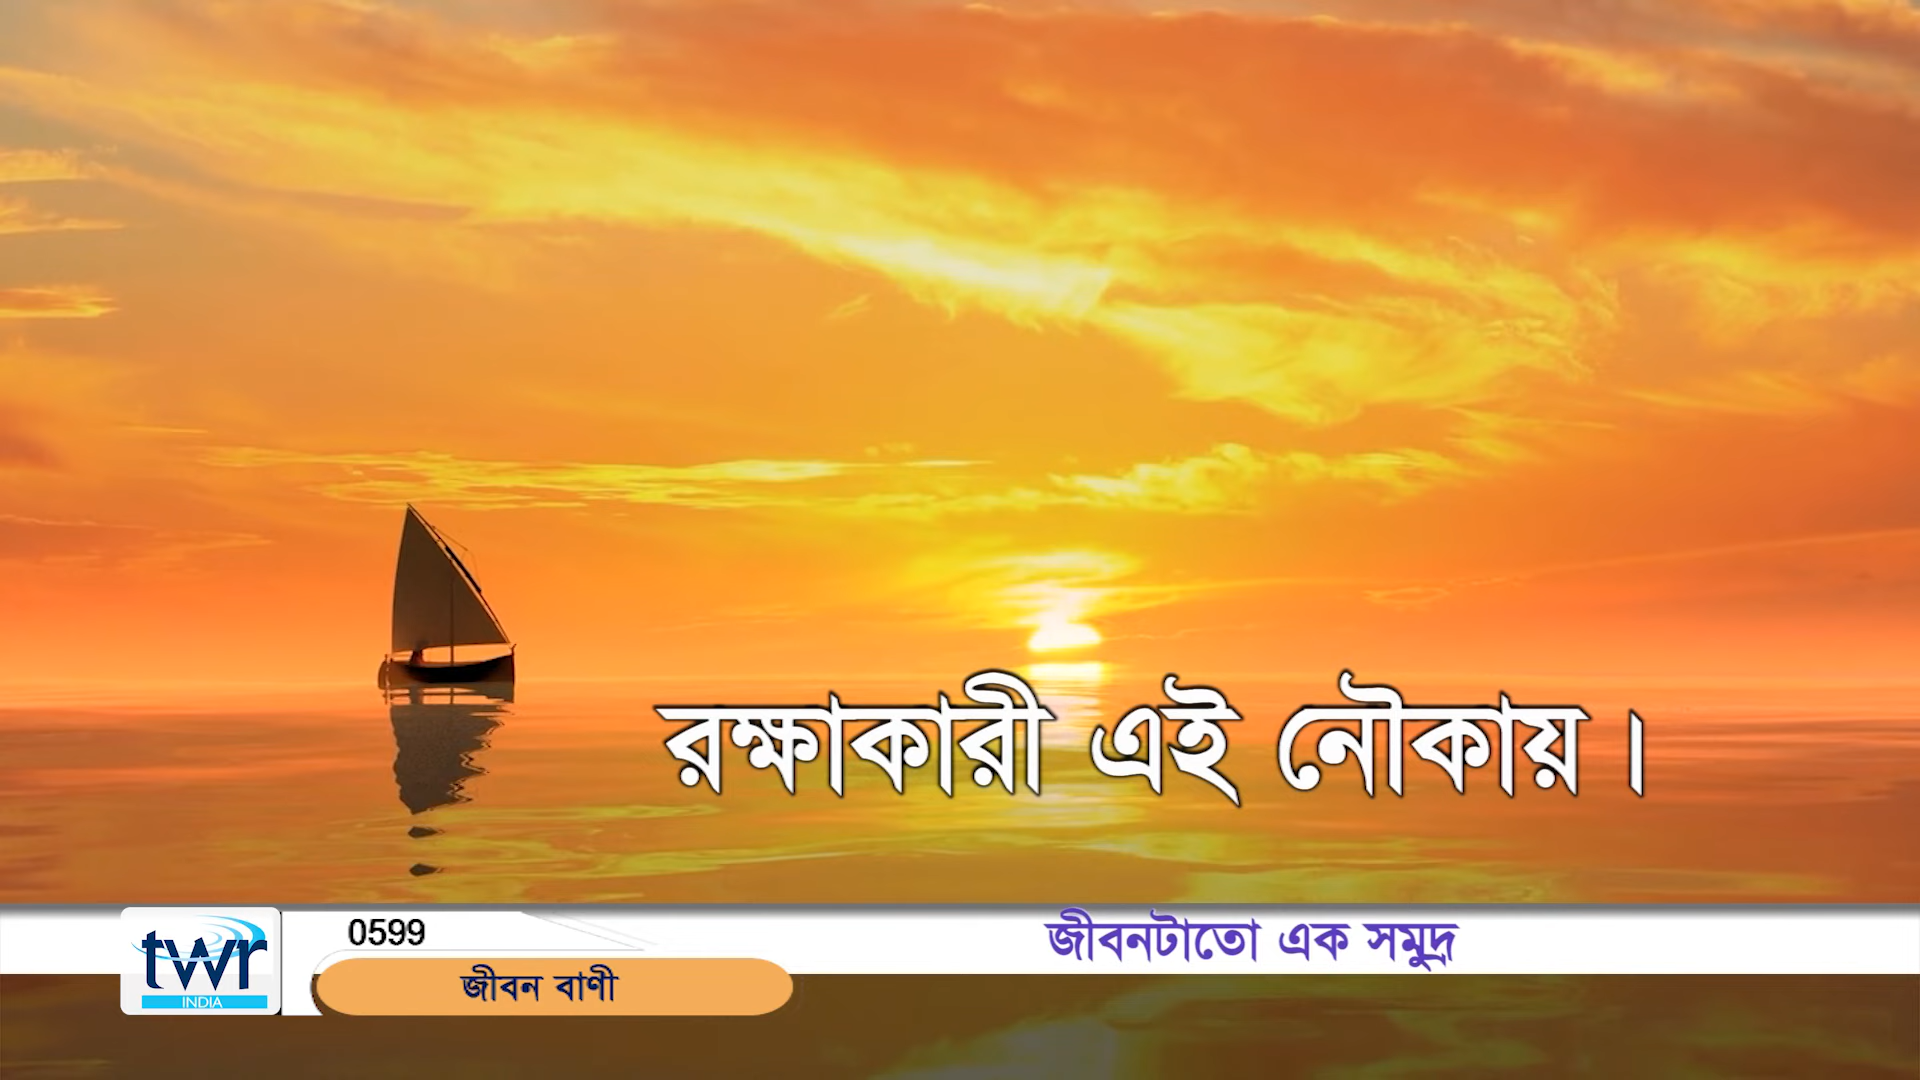 রক্ষাকারী এই নৌকায় ।
0599
জীবনটাতো এক সমুদ্র
twr
INDIA
জীবন বাণী